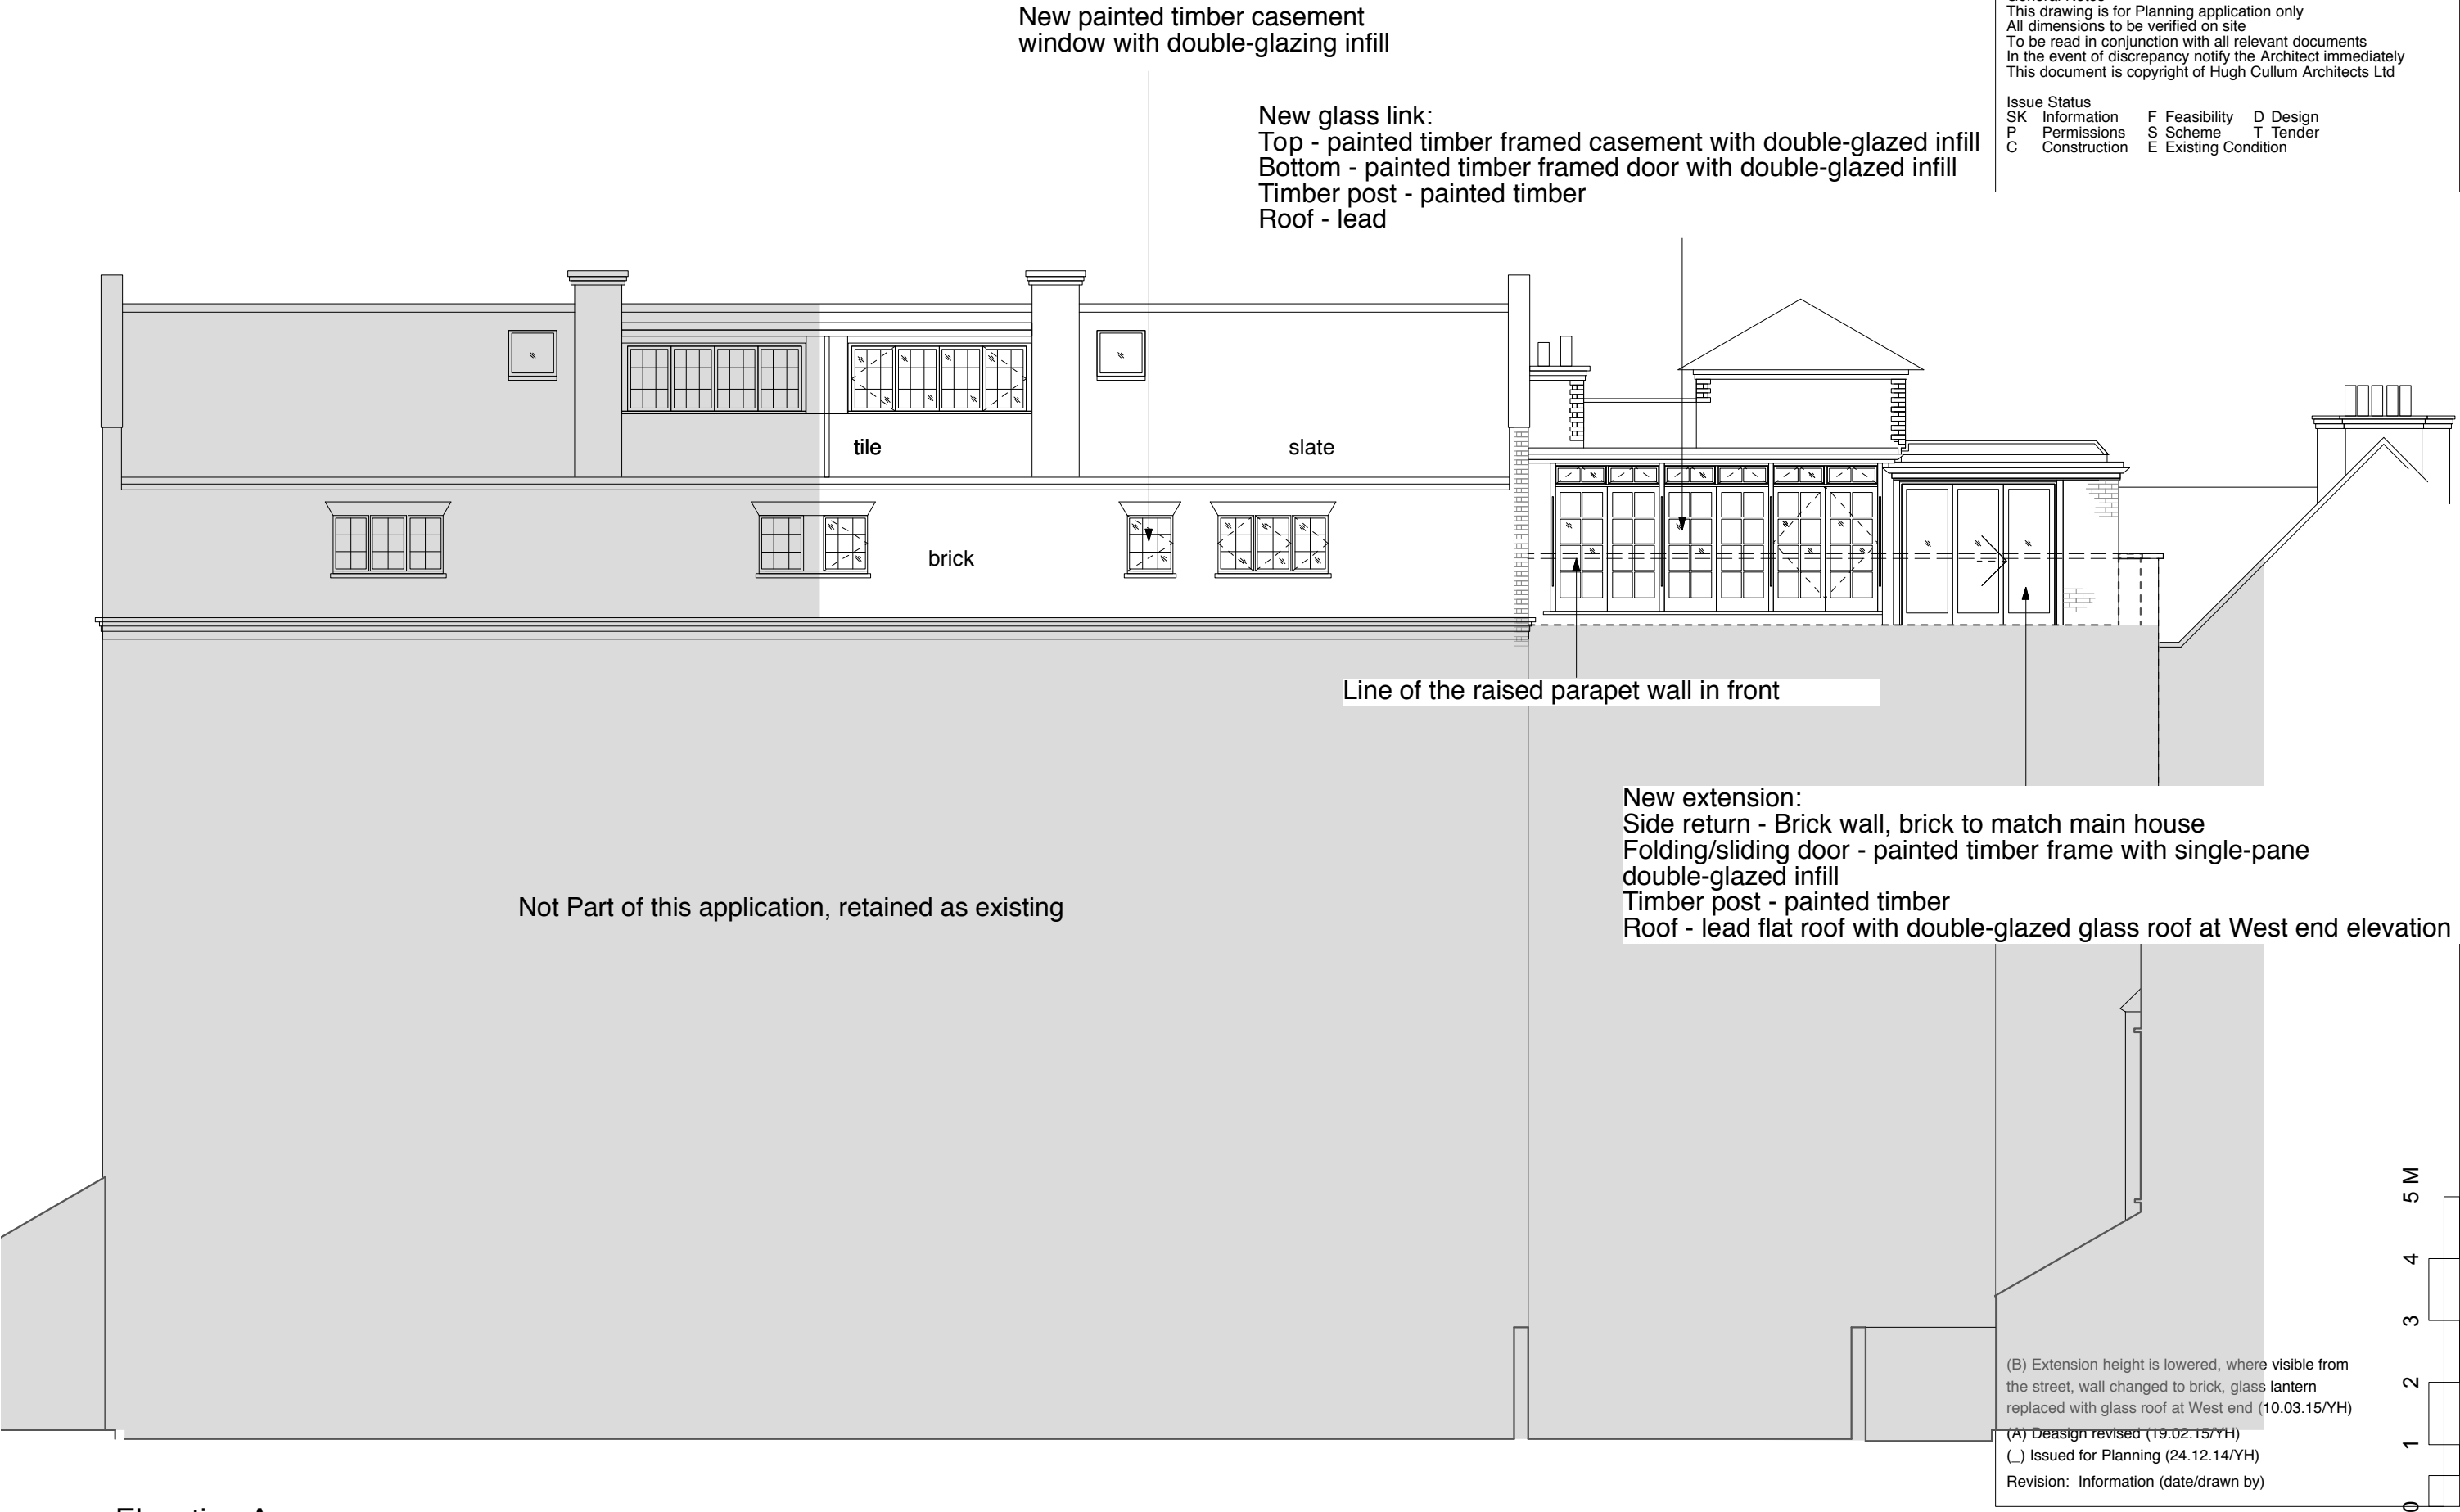 New painted timber casement
window with double-glazing infill
General Notes
This drawing is for Planning application only
All dimensions to be verified on site
To be read in conjunction with all relevant documents
In the event of discrepancy notify the Architect immediately
This document is copyright of Hugh Cullum Architects Ltd
Issue Status
SK Information F Feasibility D Design
P Permissions S Scheme T Tender
C Construction E Existing Condition
New glass link:
Top - painted timber framed casement with double-glazed infill
Bottom - painted timber framed door with double-glazed infill
Timber post - painted timber
Roof - lead
tile
slate
brick
Line of the raised parapet wall in front
New extension:
Side return - Brick wall, brick to match main house
Folding/sliding door - painted timber frame with single-pane
double-glazed infill
Timber post - painted timber
Roof - lead flat roof with double-glazed glass roof at West end elevation
Not Part of this application, retained as existing
5 M
4
3
2
1
0
(B) Extension height is lowered, where visible from
the street, wall changed to brick, glass lantern
replaced with glass roof at West end (10.03.15/YH)
(A) Deasign revised (19.02.15/YH)
(_) Issued for Planning (24.12.14/YH)
Revision: Information (date/drawn by)
Elevation A